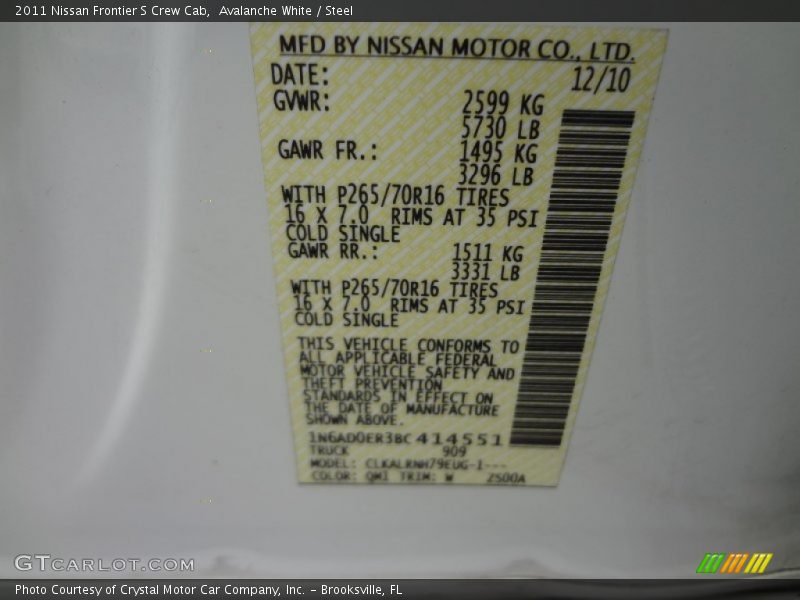 2011 Nissan Frontier S Crew Cab,  Avalanche White / Steel
MFD BY NISSAN MOTOR CO., LTD.
DATE: 12/10
GVWR: 2599 KG
5730 LB
GAWR FR.: 1495 KG
3296 LB
WITH P265/70R16 TIRES
16 X 7.0 RIMS AT 35 PSI
COLD SINGLE
GAWR RR.: 1511 KG
3331 LB
WITH P265/70R16 TIRES
16 X 7.0 RIMS AT 35 PSI
COLD SINGLE
THIS VEHICLE CONFORMS TO
ALL APPLICABLE FEDERAL
MOTOR VEHICLE SAFETY AND
THEFT PREVENTION
STANDARDS IN EFFECT ON
THE DATE OF MANUFACTURE
SHOWN ABOVE.
1N6AD0ER3BC414551
TRUCK 909
MODEL: CLKALRNH79EUG-1---
COLOR: QM1 TRIM: W 2500A
GTCARLOT.COM
Photo Courtesy of Crystal Motor Car Company, Inc. – Brooksville, FL